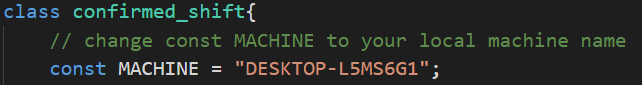 class confirmed_shift{
// change const MACHINE to your local machine name
const MACHINE = "DESKTOP-L5MS6G1";